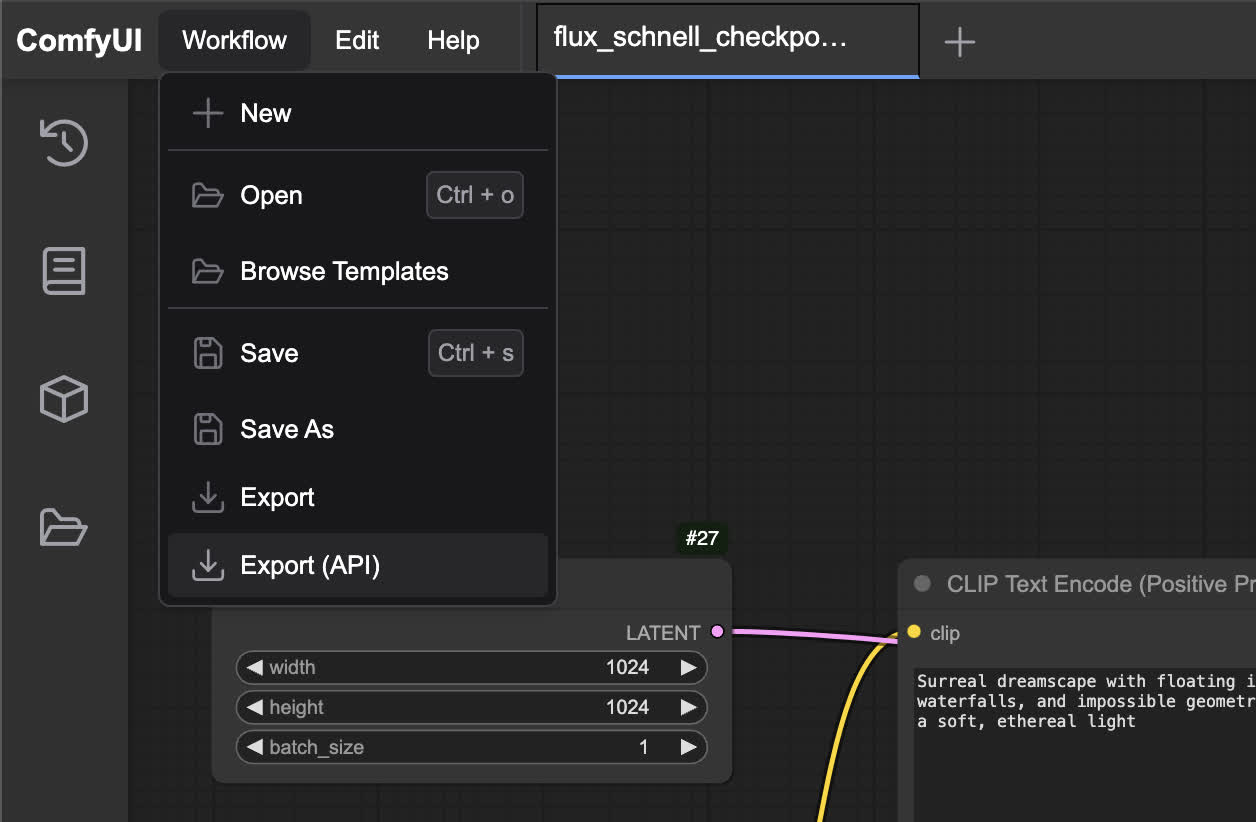 ComfyUI Workflow Edit Help flux_schnell_checkpo...
New
Open Ctrl + o
Browse Templates
Save Ctrl + s
Save As
Export
Export (API)
#27
LATENT
width 1024
height 1024
batch_size 1
CLIP Text Encode (Positive Pr
clip
Surreal dreamscape with floating i
waterfalls, and impossible geometr
a soft, ethereal light